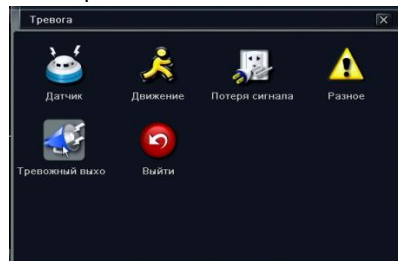 Тревога
Датчик
Движение
Потеря сигнала
Разное
Тревожный выхо
Выйти